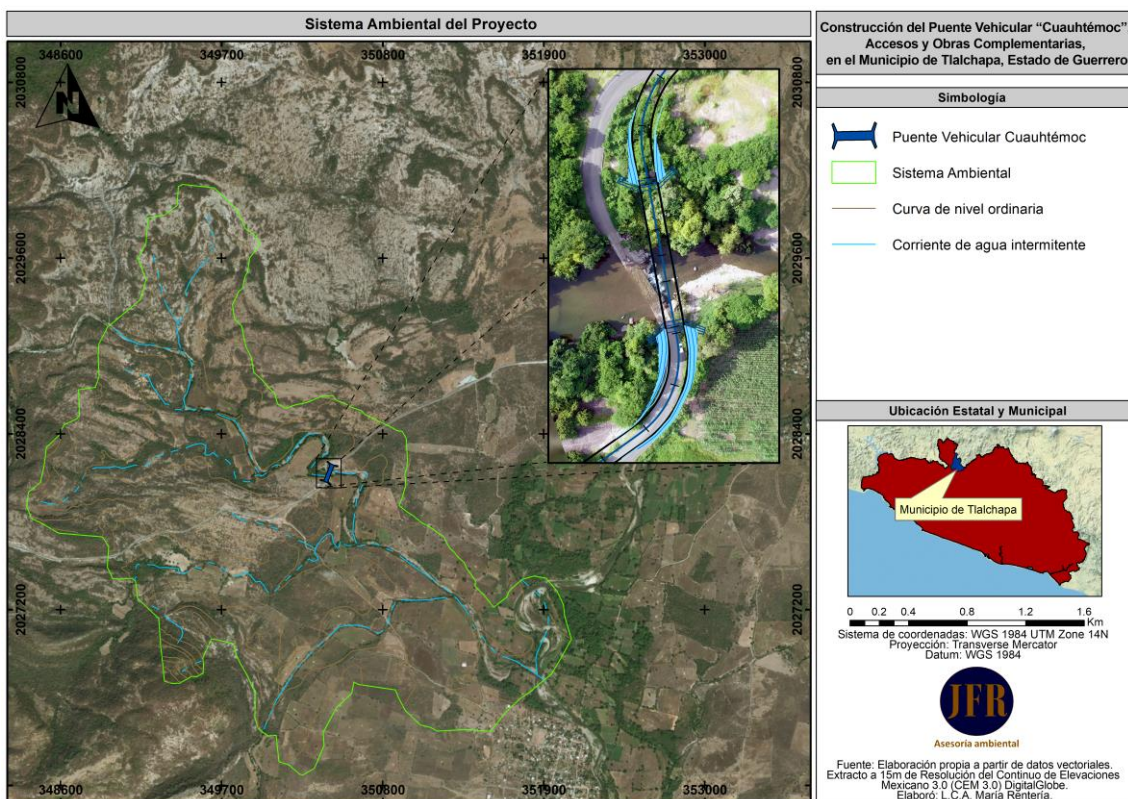 Sistema Ambiental del Proyecto
348600 349700 350800 351900 353000
2030800 2030800
N
2029600 2029600
2028400 2028400
2027200 2027200
348600 349700 350800 351900 353000
Construcción del Puente Vehicular “Cuauhtémoc”,
Accesos y Obras Complementarias,
en el Municipio de Tlalchapa, Estado de Guerrero
Simbología
Puente Vehicular Cuauhtémoc
Sistema Ambiental
Curva de nivel ordinaria
Corriente de agua intermitente
Ubicación Estatal y Municipal
Municipio de Tlalchapa
0 0.2 0.4 0.8 1.2 1.6
Km
Sistema de coordenadas: WGS 1984 UTM Zone 14N
Proyección: Transverse Mercator
Datum: WGS 1984
JFR
Asesoría ambiental
Fuente: Elaboración propia a partir de datos vectoriales.
Extracto a 15m de Resolución del Continuo de Elevaciones
Mexicano 3.0 (CEM 3.0) DigitalGlobe.
Elaboró: L.C.A. María Rentería.